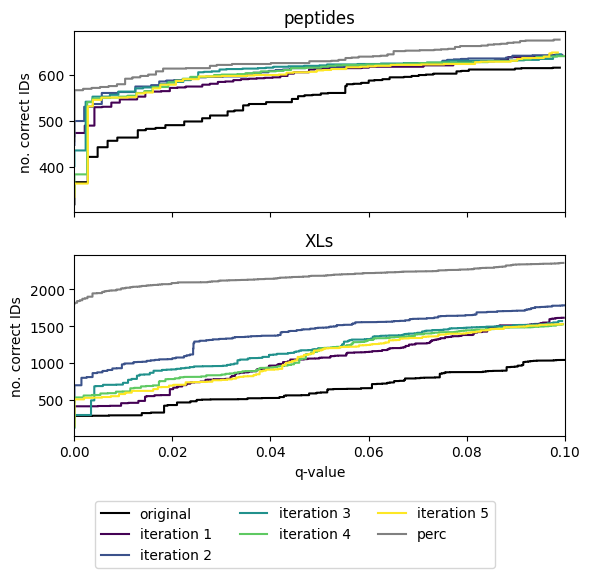 peptides
no. correct IDs
600
500
400
XLs
no. correct IDs
2000
1500
1000
500
0.00 0.02 0.04 0.06 0.08 0.10
q-value
original iteration 3 iteration 5
iteration 1 iteration 4 perc
iteration 2